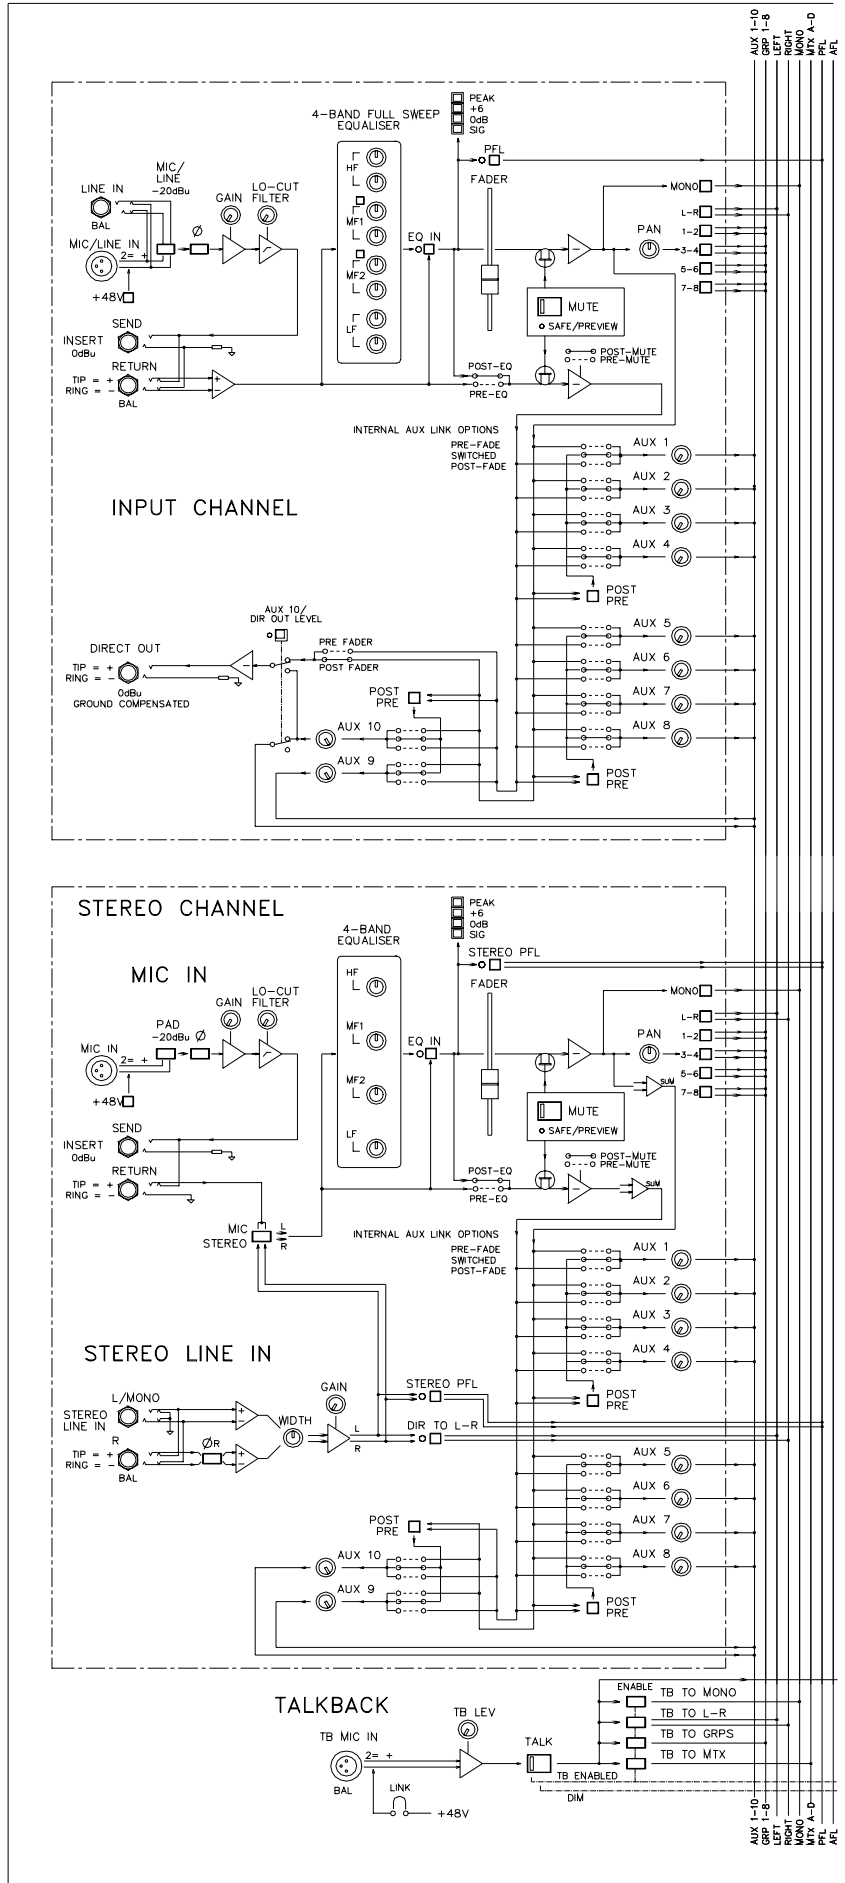 AUX 1-10
GRP 1-8
LEFT
RIGHT
MONO
MTX A-D
PFL
AFL
PEAK
+6
0dB
SIG
4-BAND FULL SWEEP
EQUALISER
HF
MF1
MF2
LF
PFL
FADER
MIC/
LINE
-20dBu
LINE IN
BAL
MIC/LINE IN
2= +
+48V
Ø
GAIN
LO-CUT
FILTER
EQ IN
MONO
L-R
1-2
3-4
5-6
7-8
PAN
MUTE
SAFE/PREVIEW
SEND
INSERT
0dBu
RETURN
TIP = +
RING = -
BAL
+
-
-
POST-EQ
PRE-EQ
POST-MUTE
PRE-MUTE
-
INTERNAL AUX LINK OPTIONS
PRE-FADE
SWITCHED
POST-FADE
AUX 1
AUX 2
AUX 3
AUX 4
POST
PRE
INPUT CHANNEL
AUX 10/
DIR OUT LEVEL
DIRECT OUT
TIP = +
RING = -
0dBu
GROUND COMPENSATED
-
PRE FADER
POST FADER
AUX 5
AUX 6
AUX 7
AUX 8
POST
PRE
POST
PRE
AUX 10
AUX 9
STEREO CHANNEL
PEAK
+6
0dB
SIG
4-BAND
EQUALISER
HF
MF1
MF2
LF
STEREO PFL
FADER
MIC IN
PAD
-20dBu
Ø
GAIN
LO-CUT
FILTER
MIC IN
2= +
+48V
EQ IN
MONO
L-R
1-2
3-4
5-6
7-8
PAN
-
SUM
MUTE
SAFE/PREVIEW
SEND
INSERT
0dBu
RETURN
TIP = +
RING = -
POST-EQ
PRE-EQ
POST-MUTE
PRE-MUTE
-
SUM
MIC
STEREO
L
R
INTERNAL AUX LINK OPTIONS
PRE-FADE
SWITCHED
POST-FADE
AUX 1
AUX 2
AUX 3
AUX 4
POST
PRE
STEREO LINE IN
L/MONO
STEREO
LINE IN
R
TIP = +
RING = -
BAL
ØR
+
-
+
-
WIDTH
GAIN
L
R
STEREO PFL
DIR TO L-R
AUX 5
AUX 6
AUX 7
AUX 8
POST
PRE
POST
PRE
AUX 10
AUX 9
TALKBACK
TB MIC IN
2= +
BAL
LINK
+48V
TB LEV
TALK
ENABLE
TB TO MONO
TB TO L-R
TB TO GRPS
TB TO MTX
TB ENABLED
DIM
AUX 1-10
GRP 1-8
LEFT
RIGHT
MONO
MTX A-D
PFL
AFL